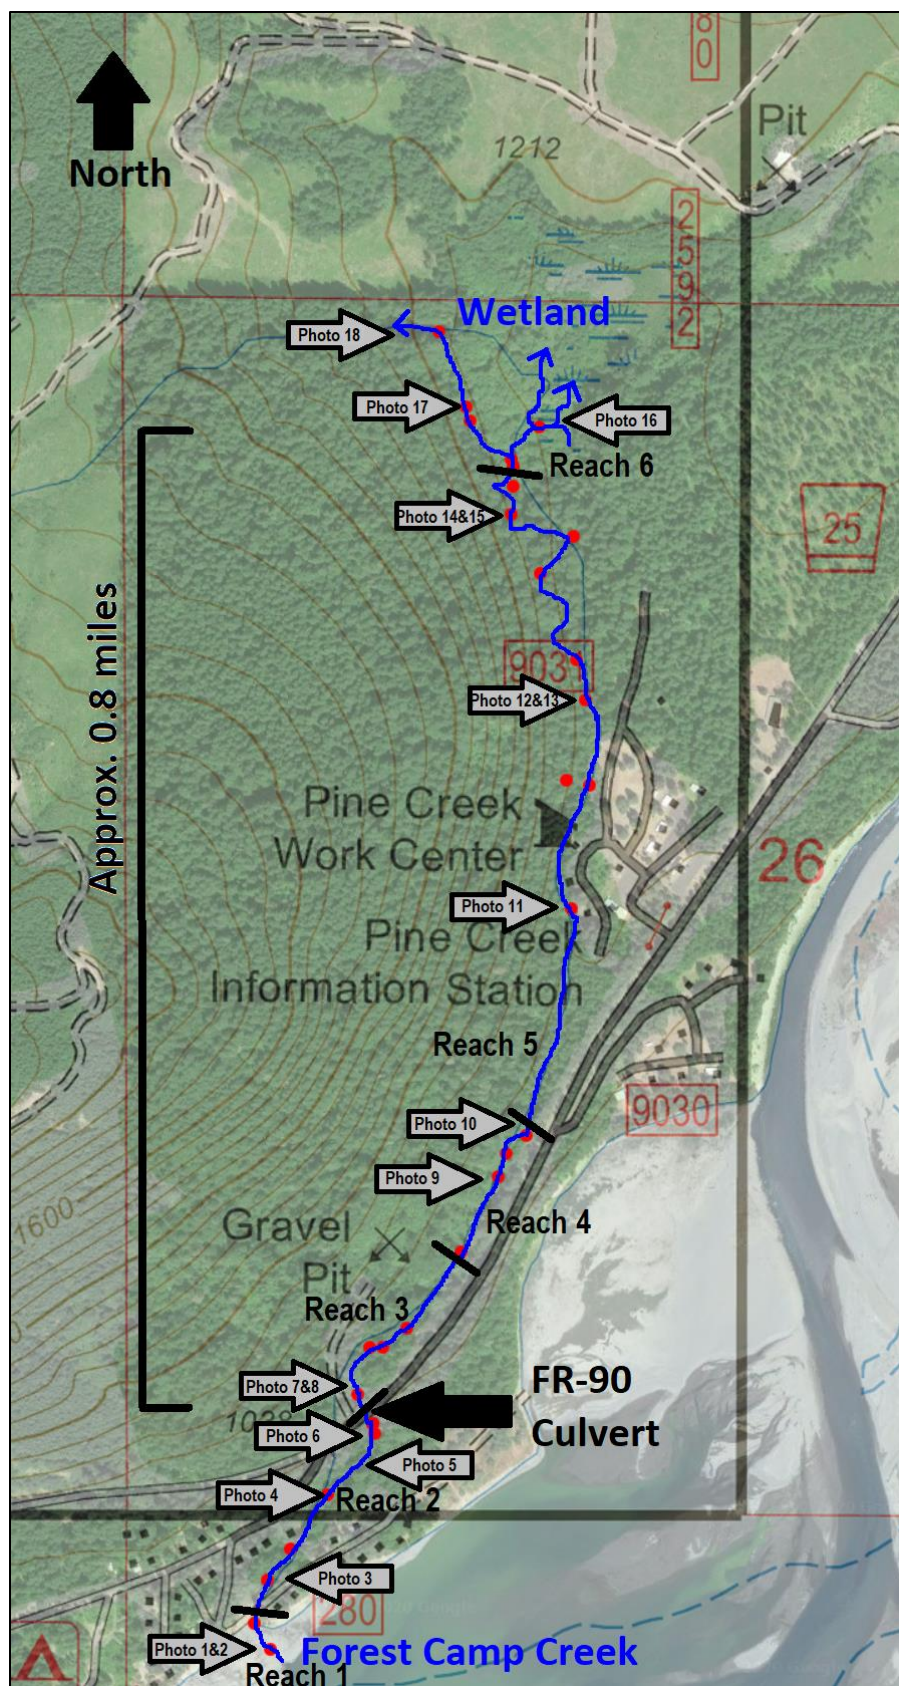 80
Pit
1212
North
2592
Wetland
Photo 18
Photo 17
Photo 16
Reach 6
Photo 14&15
25
Approx. 0.8 miles
9031
Photo 12&13
Pine Creek
Work Center
26
Photo 11
Pine Creek
Information Station
Reach 5
9030
Photo 10
Photo 9
1600
Gravel
Pit
Reach 4
Reach 3
Photo 7&8
FR-90
Culvert
Photo 6
Photo 5
Photo 4
Reach 2
Photo 3
280
Photo 1&2
Forest Camp Creek
Reach 1